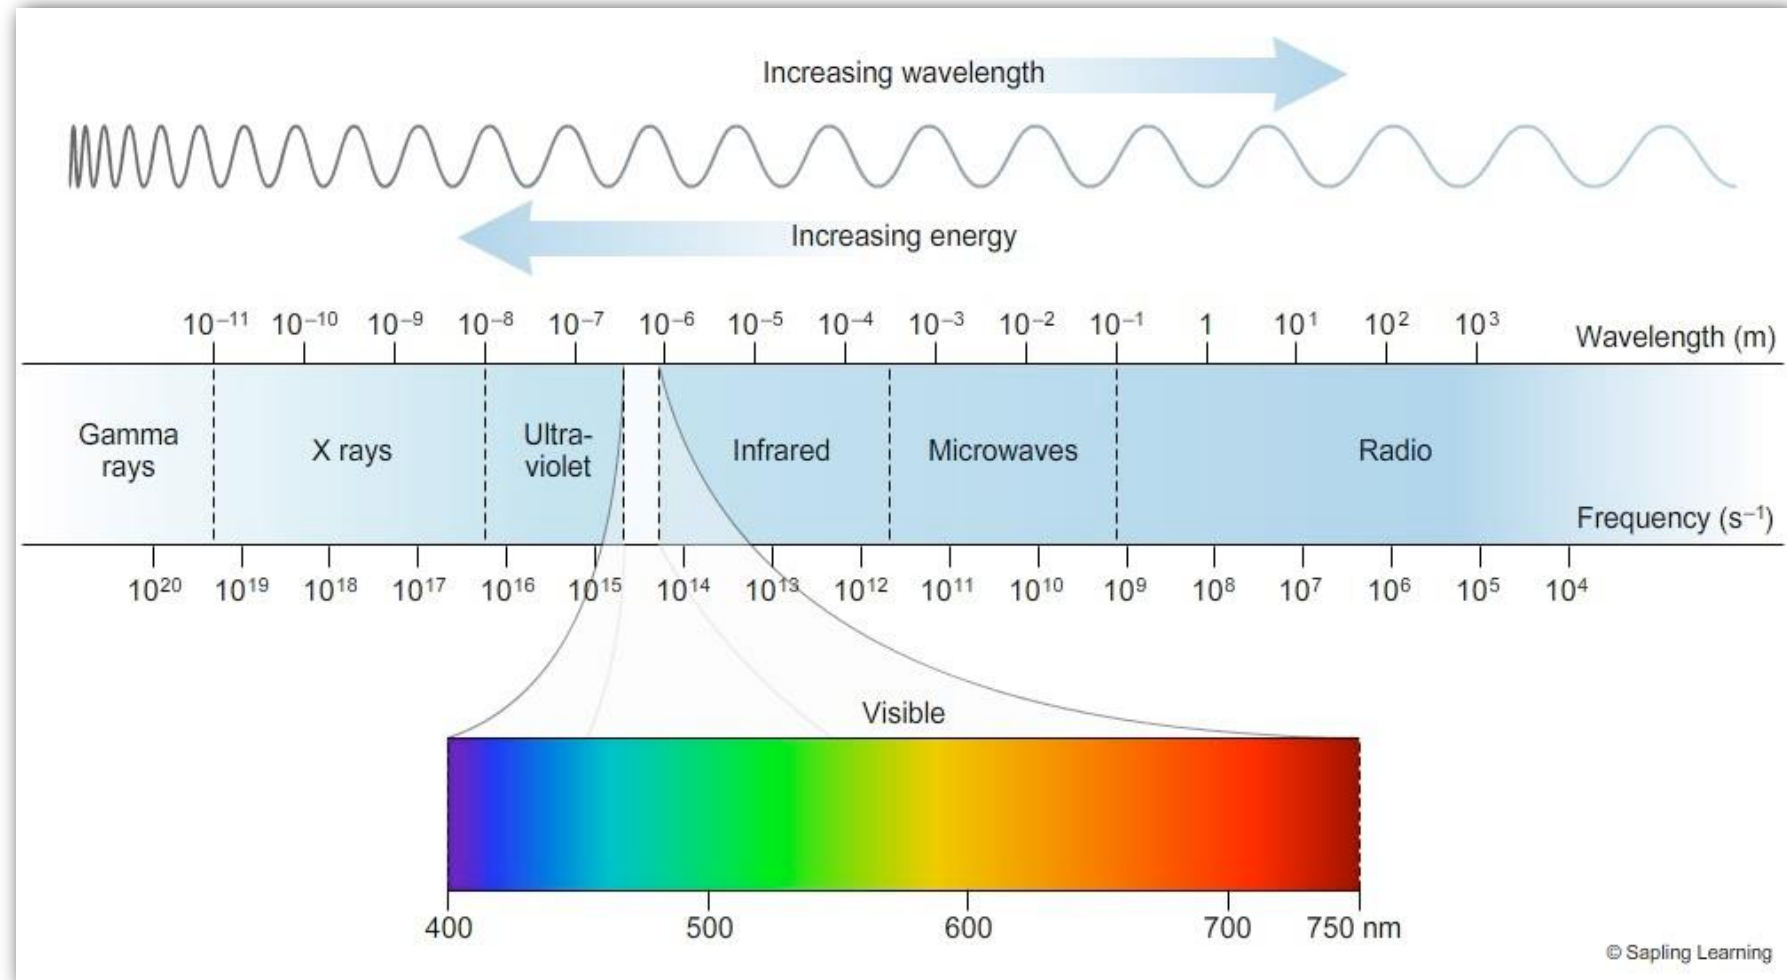 Increasing wavelength
Increasing energy
10⁻¹¹ 10⁻¹⁰ 10⁻⁹ 10⁻⁸ 10⁻⁷ 10⁻⁶ 10⁻⁵ 10⁻⁴ 10⁻³ 10⁻² 10⁻¹ 1 10¹ 10² 10³ Wavelength (m)
Gamma
rays
X rays
Ultra-
violet
Infrared
Microwaves
Radio
Frequency (s⁻¹)
10²⁰ 10¹⁹ 10¹⁸ 10¹⁷ 10¹⁶ 10¹⁵ 10¹⁴ 10¹³ 10¹² 10¹¹ 10¹⁰ 10⁹ 10⁸ 10⁷ 10⁶ 10⁵ 10⁴
Visible
400 500 600 700 750 nm
© Sapling Learning